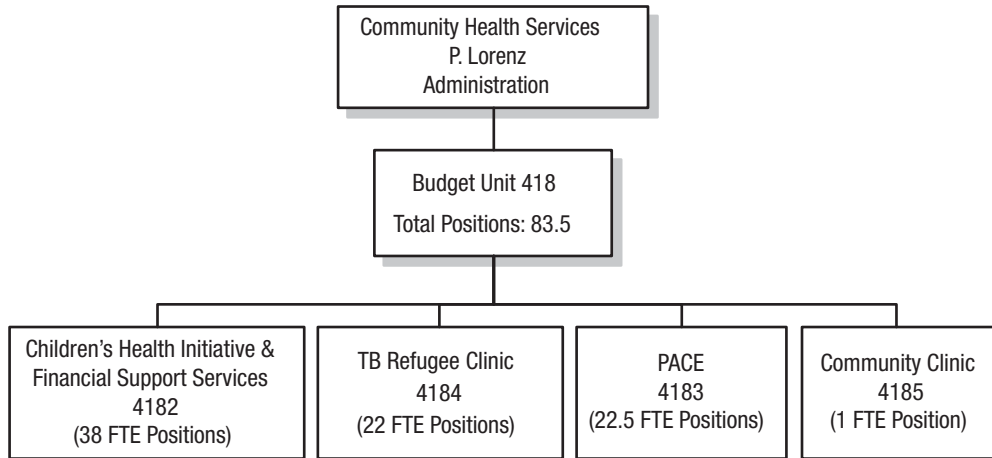 Community Health Services
P. Lorenz
Administration
Budget Unit 418
Total Positions: 83.5
Children’s Health Initiative &
Financial Support Services
4182
(38 FTE Positions)
TB Refugee Clinic
4184
(22 FTE Positions)
PACE
4183
(22.5 FTE Positions)
Community Clinic
4185
(1 FTE Position)